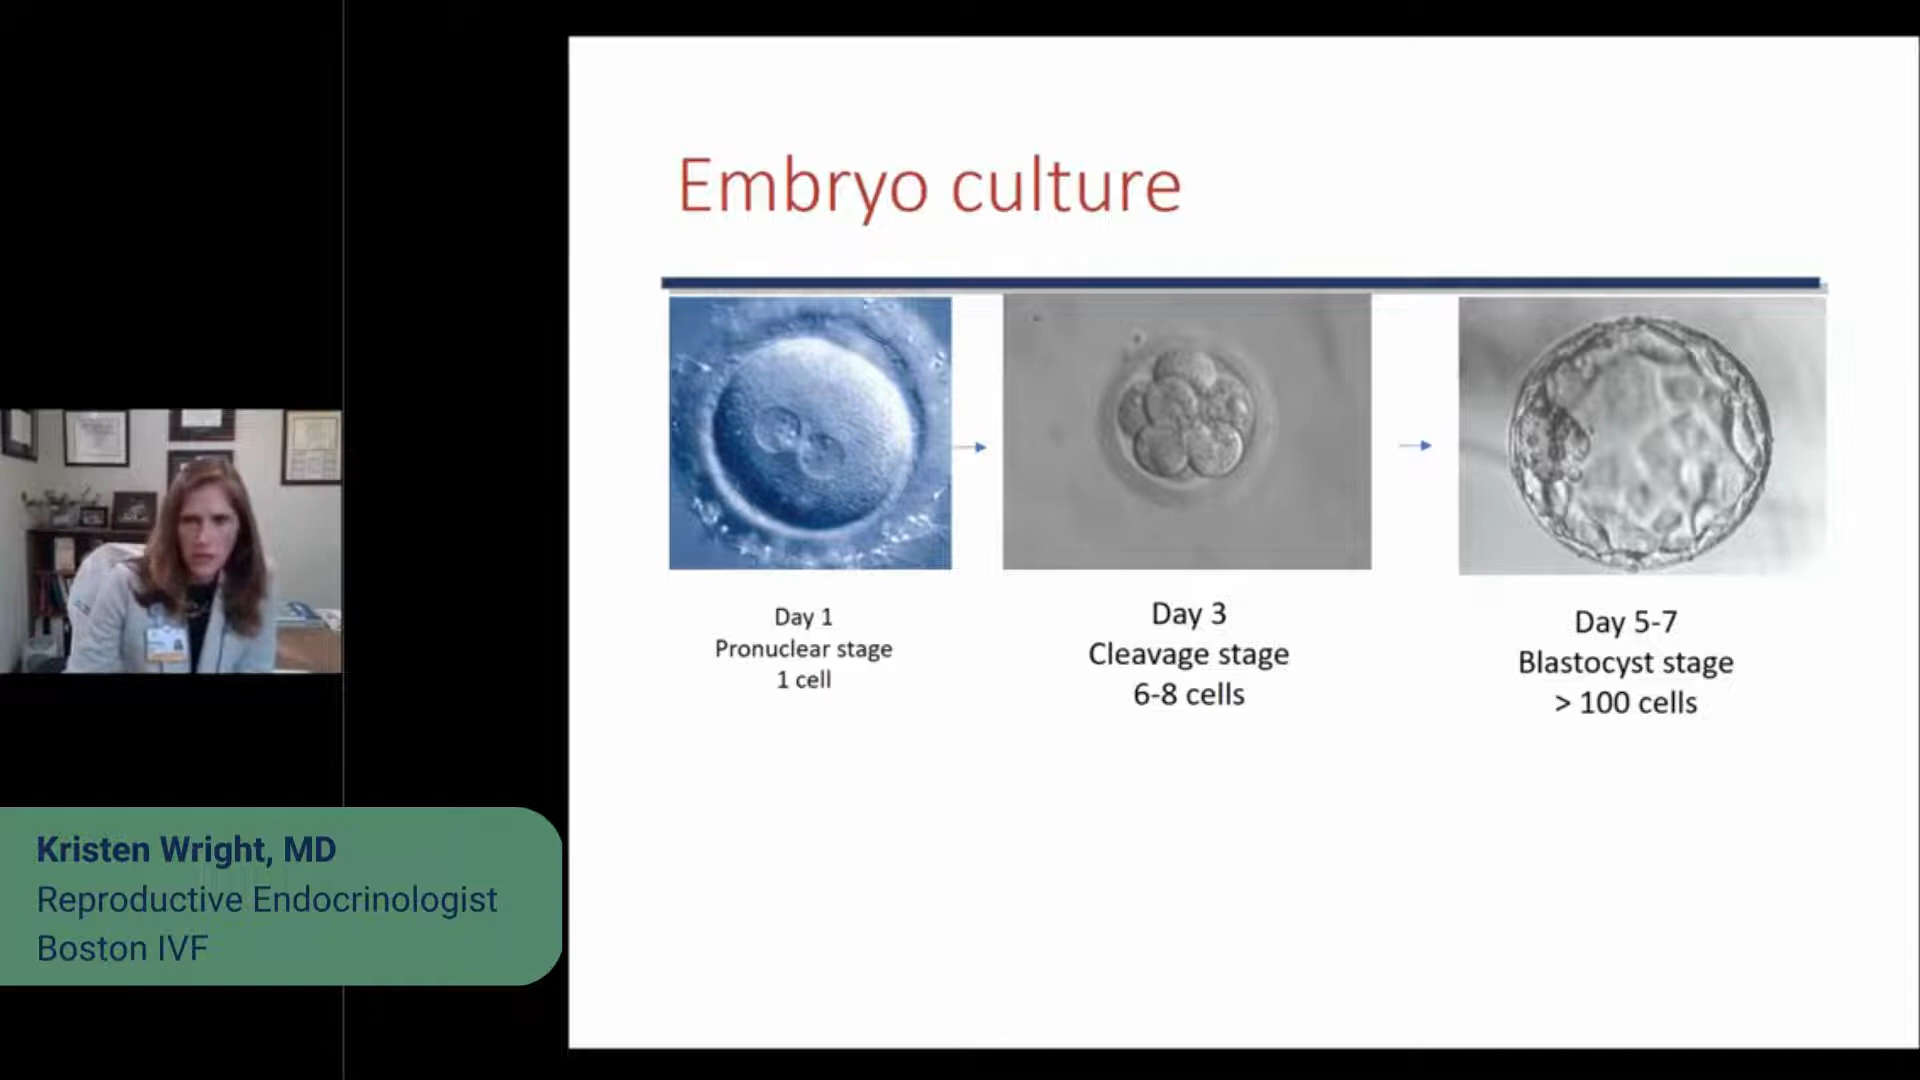 Embryo culture
Day 1
Pronuclear stage
1 cell
Day 3
Cleavage stage
6-8 cells
Day 5-7
Blastocyst stage
> 100 cells
Kristen Wright, MD
Reproductive Endocrinologist
Boston IVF